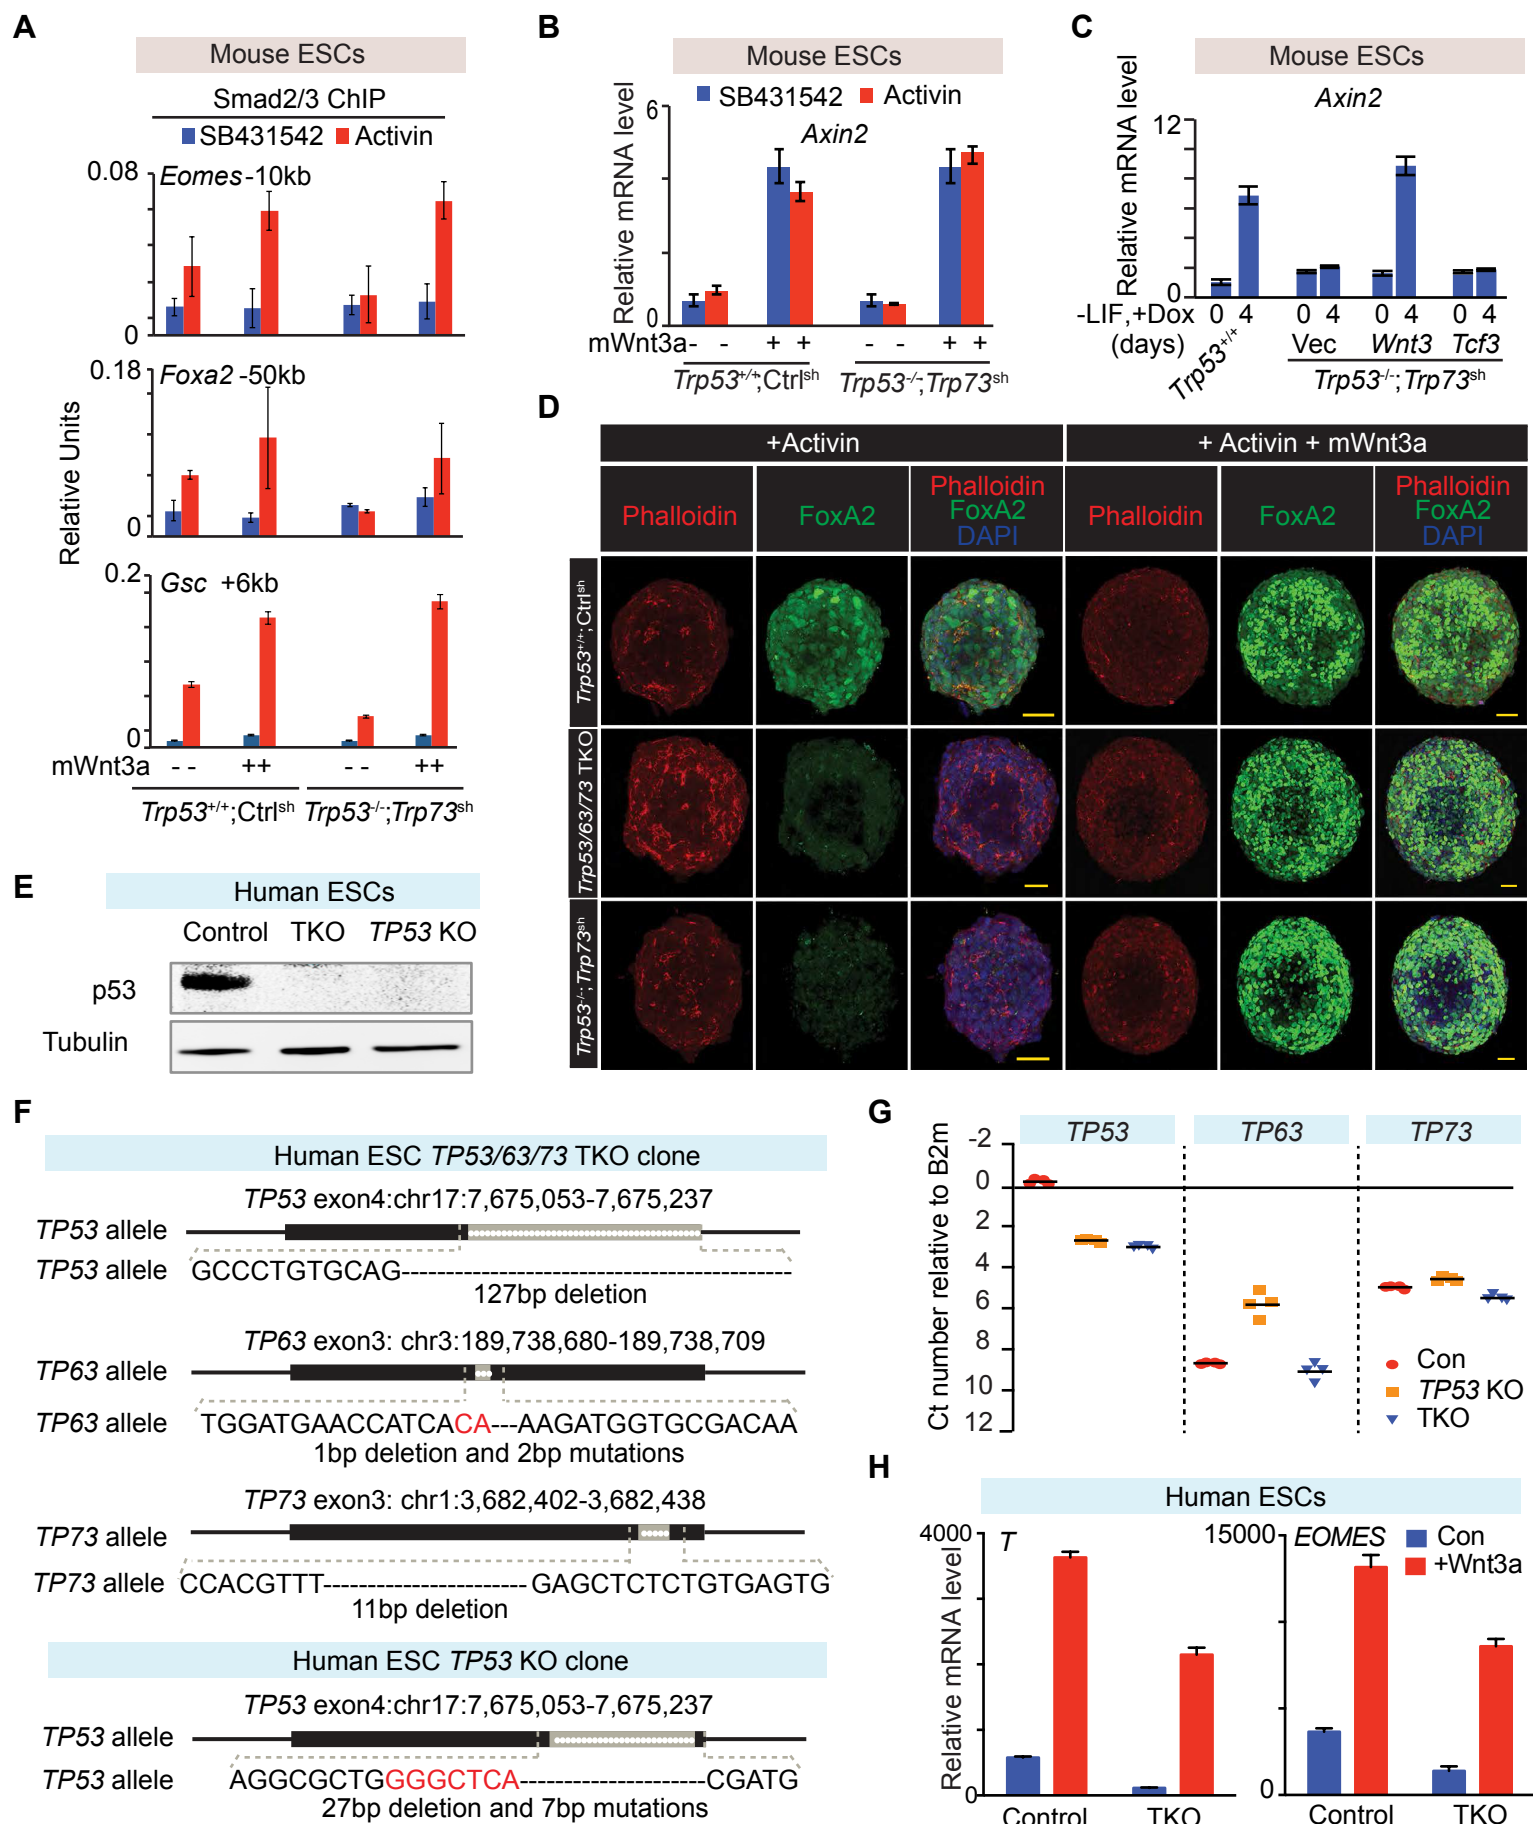 A
Mouse ESCs
Smad2/3 ChIP
SB431542 Activin
0.08
Eomes -10kb
0
0.18
Foxa2 -50kb
0
0.2
Gsc +6kb
0
Relative Units
mWnt3a - - ++ - - ++
Trp53+/+;Ctrlsh Trp53-/-;Trp73sh
B
Mouse ESCs
SB431542 Activin
6
Axin2
Relative mRNA level
0
mWnt3a - - + + - - + +
Trp53+/+;Ctrlsh Trp53-/-;Trp73sh
C
Mouse ESCs
Axin2
12
Relative mRNA level
0
-LIF,+Dox 0 4 0 4 0 4 0 4
(days) Vec Wnt3 Tcf3
Trp53+/+ Trp53-/-;Trp73sh
D
+Activin + Activin + mWnt3a
Phalloidin FoxA2 Phalloidin FoxA2 DAPI Phalloidin FoxA2 Phalloidin FoxA2 DAPI
Trp53+/+;Ctrlsh
Trp53/63/73 TKO
Trp53-/-;Trp73sh
E
Human ESCs
Control TKO TP53 KO
p53
Tubulin
F
Human ESC TP53/63/73 TKO clone
TP53 exon4:chr17:7,675,053-7,675,237
TP53 allele
TP53 allele GCCCTGTGCAG---------------------------------------------
127bp deletion
TP63 exon3: chr3:189,738,680-189,738,709
TP63 allele
TP63 allele TGGATGAACCATCACA---AAGATGGTGCGACAA
1bp deletion and 2bp mutations
TP73 exon3: chr1:3,682,402-3,682,438
TP73 allele
TP73 allele CCACGTTT-----------------------GAGCTCTCTGTGAGTG
11bp deletion
Human ESC TP53 KO clone
TP53 exon4:chr17:7,675,053-7,675,237
TP53 allele
TP53 allele AGGCGCTGGGGCTCA---------------------CGATG
27bp deletion and 7bp mutations
G
TP53 TP63 TP73
Ct number relative to B2m
-2
0
2
4
6
8
10
12
Con
TP53 KO
TKO
H
Human ESCs
4000
T
Relative mRNA level
0
Control TKO
15000
EOMES
Con
+Wnt3a
0
Control TKO